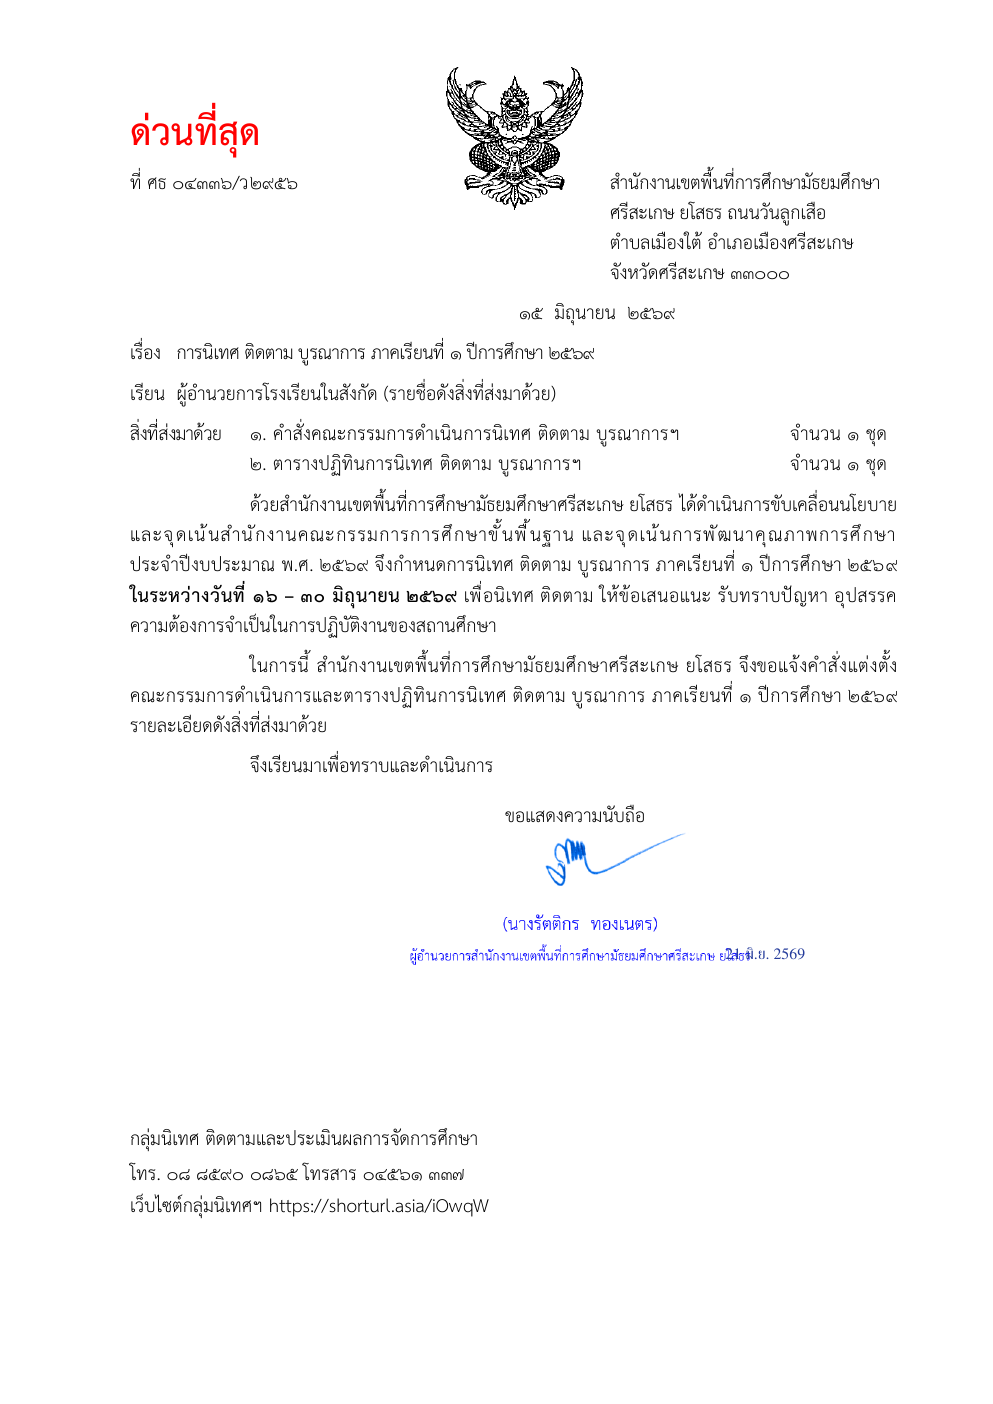 ด่วนที่สุด
ที่ ศธ ๐๔๓๓๖/ว๒๙๕๖
สำนักงานเขตพื้นที่การศึกษามัธยมศึกษา
ศรีสะเกษ ยโสธร ถนนวันลูกเสือ
ตำบลเมืองใต้ อำเภอเมืองศรีสะเกษ
จังหวัดศรีสะเกษ ๓๓๐๐๐
๑๕ มิถุนายน ๒๕๖๙
เรื่อง การนิเทศ ติดตาม บูรณาการ ภาคเรียนที่ ๑ ปีการศึกษา ๒๕๖๙
เรียน ผู้อำนวยการโรงเรียนในสังกัด (รายชื่อดังสิ่งที่ส่งมาด้วย)
สิ่งที่ส่งมาด้วย ๑. คำสั่งคณะกรรมการดำเนินการนิเทศ ติดตาม บูรณาการฯ จำนวน ๑ ชุด
๒. ตารางปฏิทินการนิเทศ ติดตาม บูรณาการฯ จำนวน ๑ ชุด
ด้วยสำนักงานเขตพื้นที่การศึกษามัธยมศึกษาศรีสะเกษ ยโสธร ได้ดำเนินการขับเคลื่อนนโยบาย
และจุดเน้นสำนักงานคณะกรรมการการศึกษาขั้นพื้นฐาน และจุดเน้นการพัฒนาคุณภาพการศึกษา
ประจำปีงบประมาณ พ.ศ. ๒๕๖๙ จึงกำหนดการนิเทศ ติดตาม บูรณาการ ภาคเรียนที่ ๑ ปีการศึกษา ๒๕๖๙
ในระหว่างวันที่ ๑๖ – ๓๐ มิถุนายน ๒๕๖๙ เพื่อนิเทศ ติดตาม ให้ข้อเสนอแนะ รับทราบปัญหา อุปสรรค
ความต้องการจำเป็นในการปฏิบัติงานของสถานศึกษา
ในการนี้ สำนักงานเขตพื้นที่การศึกษามัธยมศึกษาศรีสะเกษ ยโสธร จึงขอแจ้งคำสั่งแต่งตั้ง
คณะกรรมการดำเนินการและตารางปฏิทินการนิเทศ ติดตาม บูรณาการ ภาคเรียนที่ ๑ ปีการศึกษา ๒๕๖๙
รายละเอียดดังสิ่งที่ส่งมาด้วย
จึงเรียนมาเพื่อทราบและดำเนินการ
ขอแสดงความนับถือ
(นางรัตติกร ทองเนตร)
ผู้อำนวยการสำนักงานเขตพื้นที่การศึกษามัธยมศึกษาศรีสะเกษ ยโสธร มิ.ย. 2569
กลุ่มนิเทศ ติดตามและประเมินผลการจัดการศึกษา
โทร. ๐๘ ๘๕๙๐ ๐๘๖๕ โทรสาร ๐๔๕๖๑ ๓๓๗
เว็บไซต์กลุ่มนิเทศฯ https://shorturl.asia/iOwqW